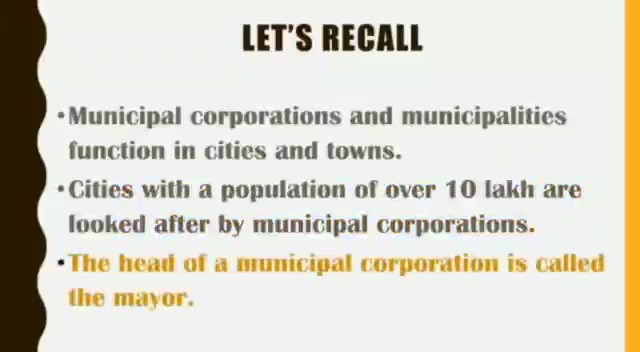 LET'S RECALL
•Municipal corporations and municipalities
function in cities and towns.
•Cities with a population of over 10 lakh are
looked after by municipal corporations.
•The head of a municipal corporation is called
the mayor.